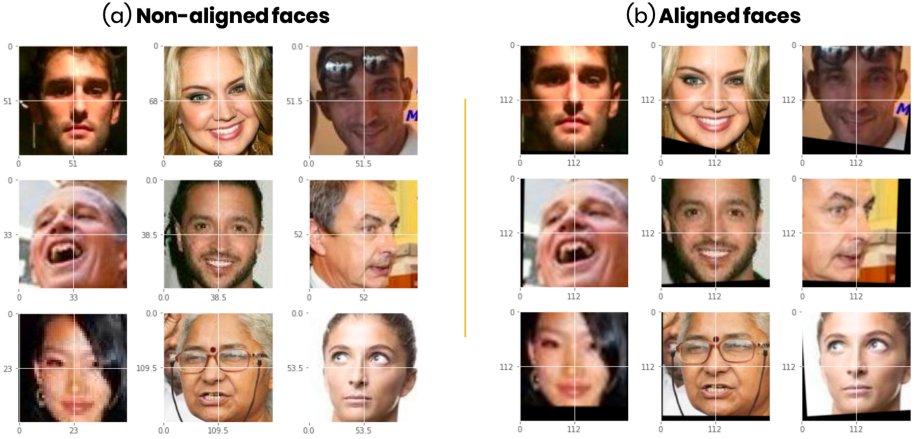 (a) Non-aligned faces
(b) Aligned faces
0 0 0.0 0 0 0
51 68 51.5 112 112 112
M M
0 51 0 68 0.0 51.5 0 112 0 112 0 112
0 0.0 0 0 0 0
33 38.5 52 112 112 112
0 33 0.0 38.5 0 52 0 112 0 112 0 112
0 0.0 0.0 0 0 0
23 109.5 53.5 112 112 112
0 23 0.0 109.5 0.0 53.5 0 112 0 112 0 112